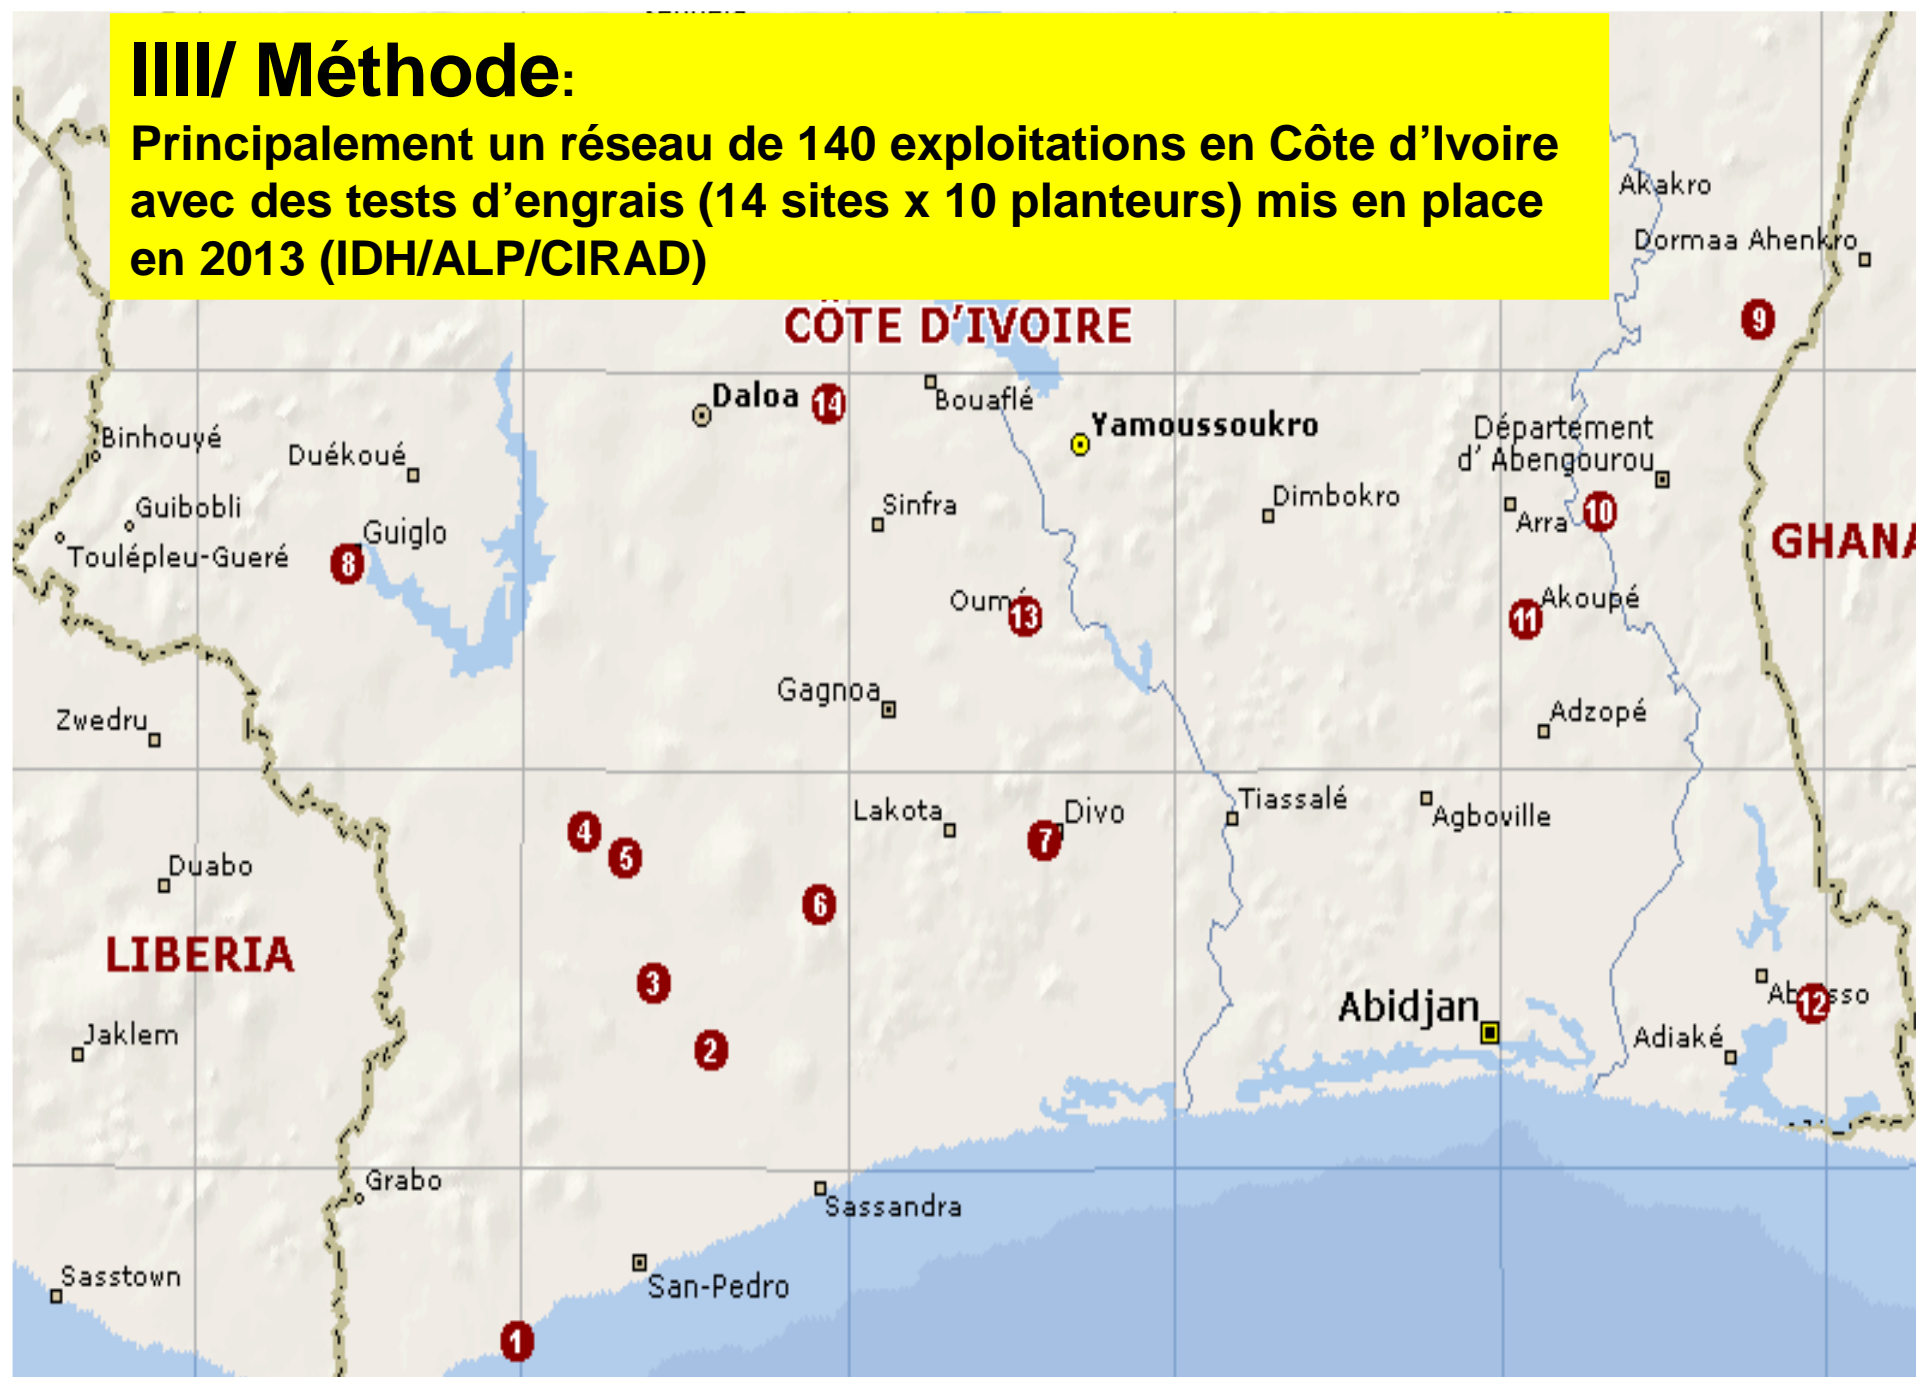 IIII/ Méthode:
Principalement un réseau de 140 exploitations en Côte d’Ivoire
avec des tests d’engrais (14 sites x 10 planteurs) mis en place
en 2013 (IDH/ALP/CIRAD)
Akakro
Dormaa Ahenkro
CÔTE D'IVOIRE
9
Daloa
14
Bouaflé
Yamoussoukro
Département
d' Abengourou
Binhouyé
Duékoué
Guibobli
Sinfra
Dimbokro
Arra
10
Guiglo
Toulépleu-Gueré
8
GHANA
Oumé
13
Akoupé
11
Gagnoa
Zwedru
Adzopé
Lakota
Divo
7
Tiassalé
Agboville
4
5
Duabo
6
LIBERIA
3
Abidjan
12
Jaklem
2
Adiaké
Grabo
Sassandra
Sasstown
San-Pedro
1